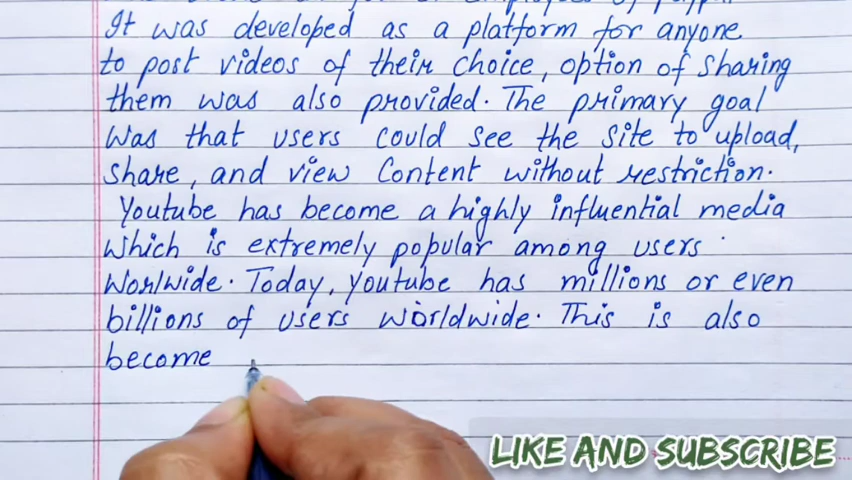 It was developed as a platform for anyone
to post videos of their choice, option of sharing
them was also provided. The primary goal
was that users could see the site to upload,
share, and view content without restriction.
Youtube has become a highly influential media
which is extremely popular among users
Worlwide. Today, youtube has millions or even
billions of users worldwide. This is also
become
LIKE AND SUBSCRIBE